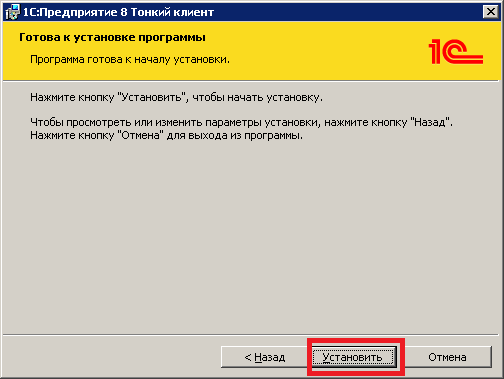 1С:Предприятие 8 Тонкий клиент
Готова к установке программы
Программа готова к началу установки.
1С
Нажмите кнопку "Установить", чтобы начать установку.
Чтобы просмотреть или изменить параметры установки, нажмите кнопку "Назад".
Нажмите кнопку "Отмена" для выхода из программы.
< Назад
Установить
Отмена